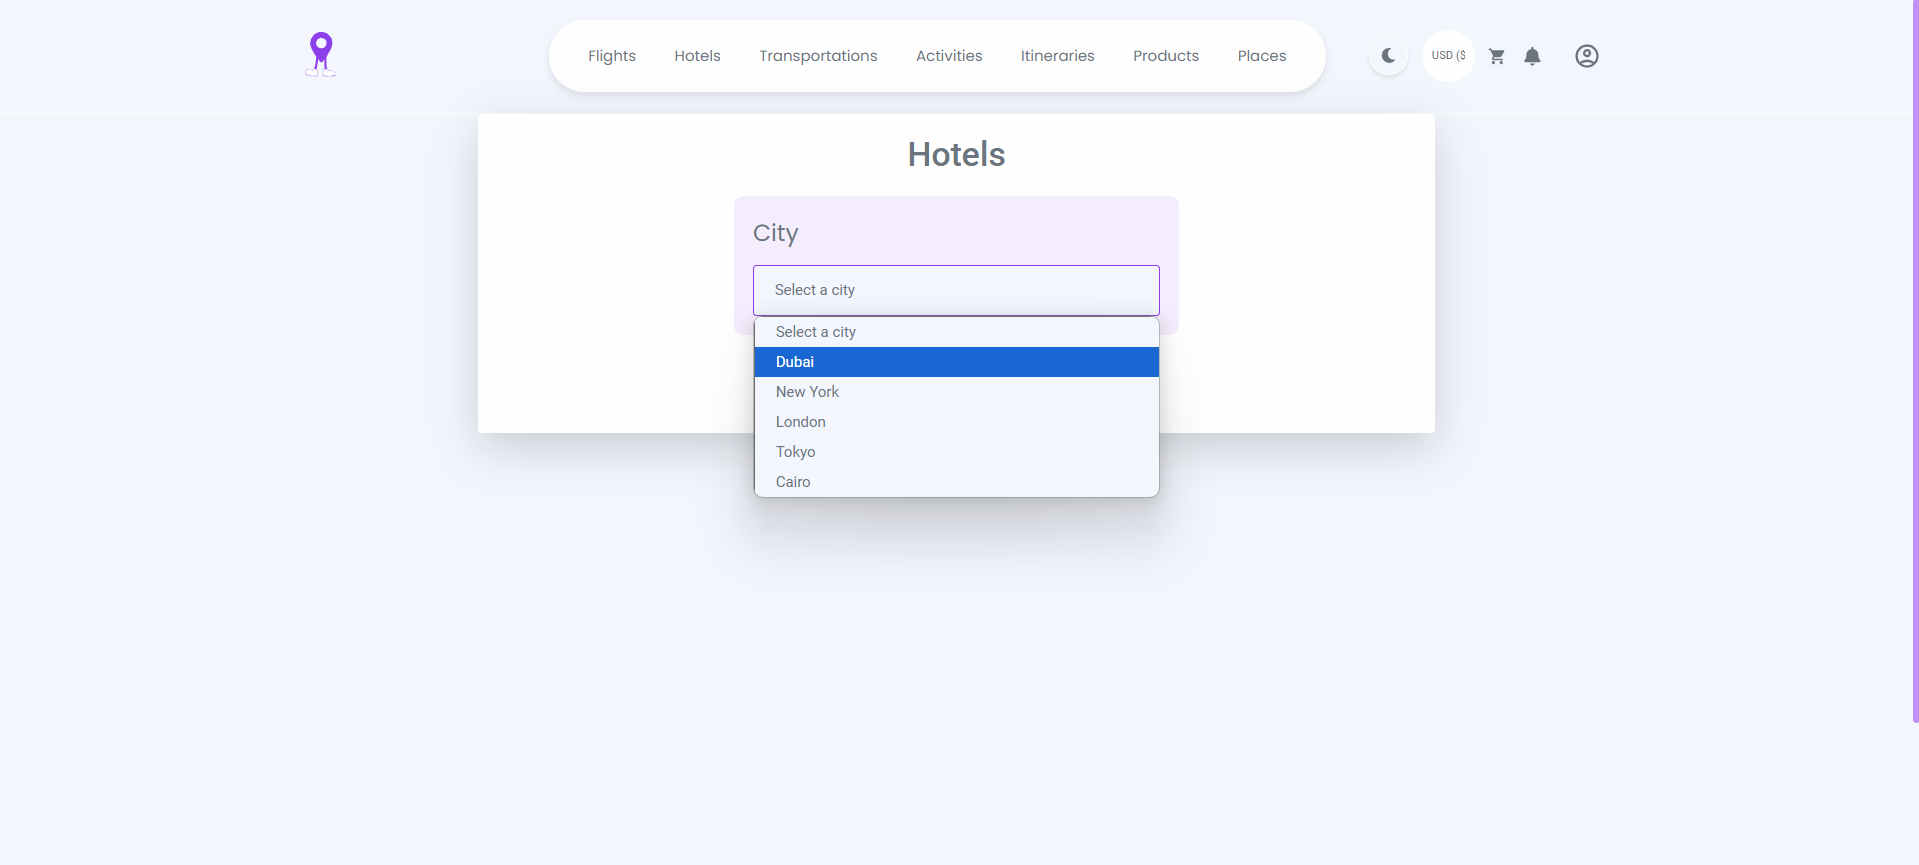 Flights Hotels Transportations Activities Itineraries Products Places USD ($
Hotels
City
Select a city
Select a city
Dubai
New York
London
Tokyo
Cairo